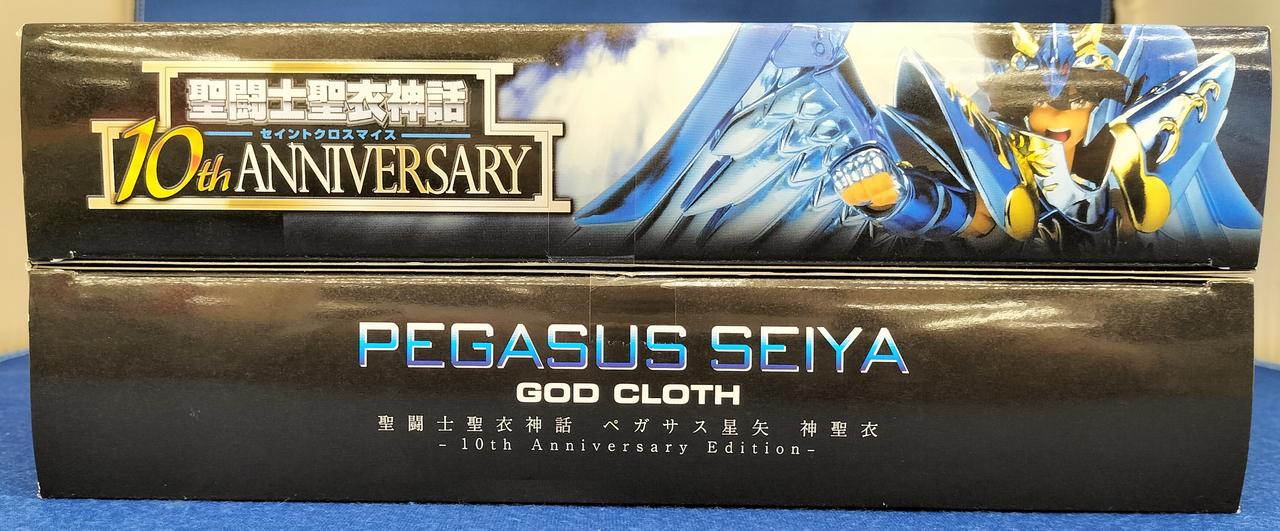 聖闘士聖衣神話
セイントクロスマイス
10th ANNIVERSARY
PEGASUS SEIYA
GOD CLOTH
聖闘士聖衣神話 ペガサス星矢 神聖衣
- 10th Anniversary Edition -